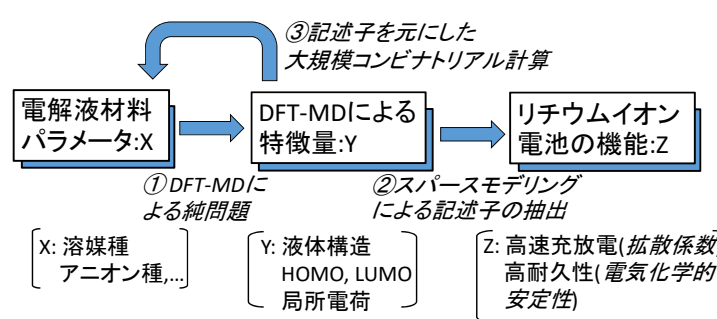 ③記述子を元にした
大規模コンビナトリアル計算
電解液材料
パラメータ:X
DFT-MDによる
特徴量:Y
リチウムイオン
電池の機能:Z
①DFT-MDに
よる純問題
②スパースモデリング
による記述子の抽出
X: 溶媒種
アニオン種,...
Y: 液体構造
HOMO, LUMO
局所電荷
Z: 高速充放電(拡散係数)
高耐久性(電気化学的
安定性)